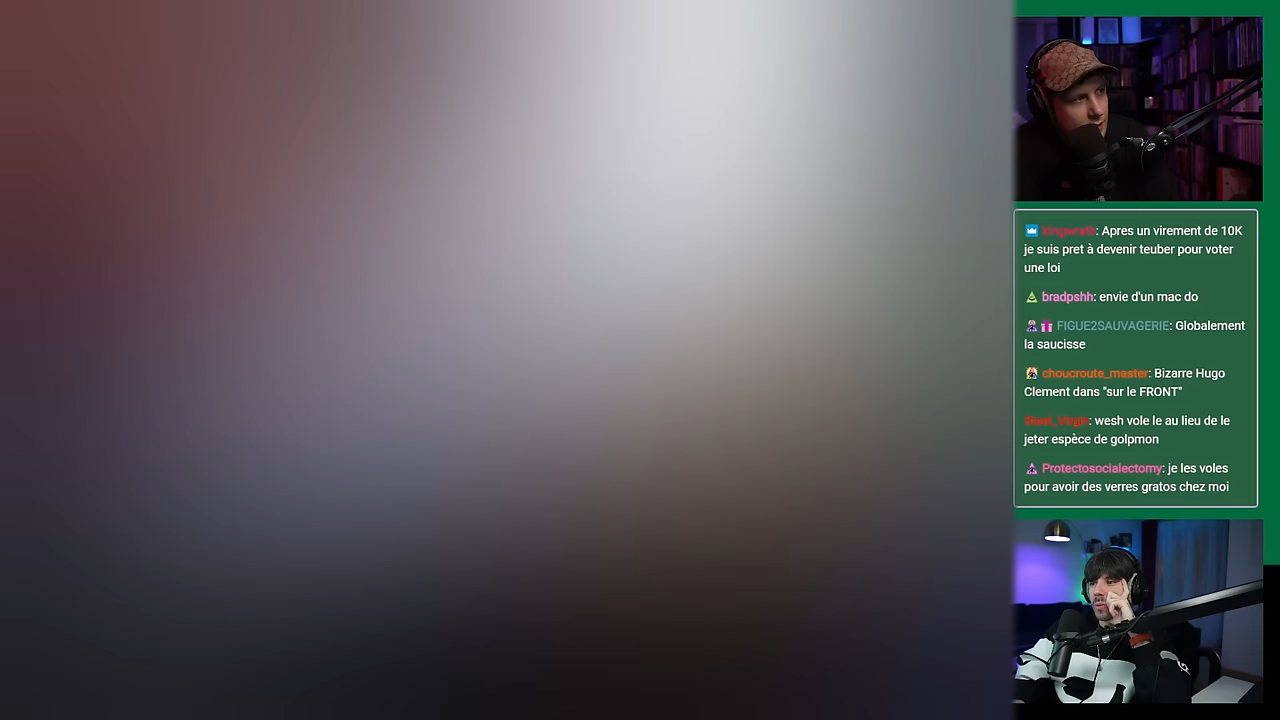 : Apres un virement de 10K
je suis pret à devenir teuber pour voter
une loi
bradpshh: envie d'un mac do
FIGUE2SAUVAGERIE: Globalement
la saucisse
choucroute_master: Bizarre Hugo
Clement dans "sur le FRONT"
: wesh vole le au lieu de le
jeter espèce de golpmon
Protectosocialectomy: je les voles
pour avoir des verres gratos chez moi